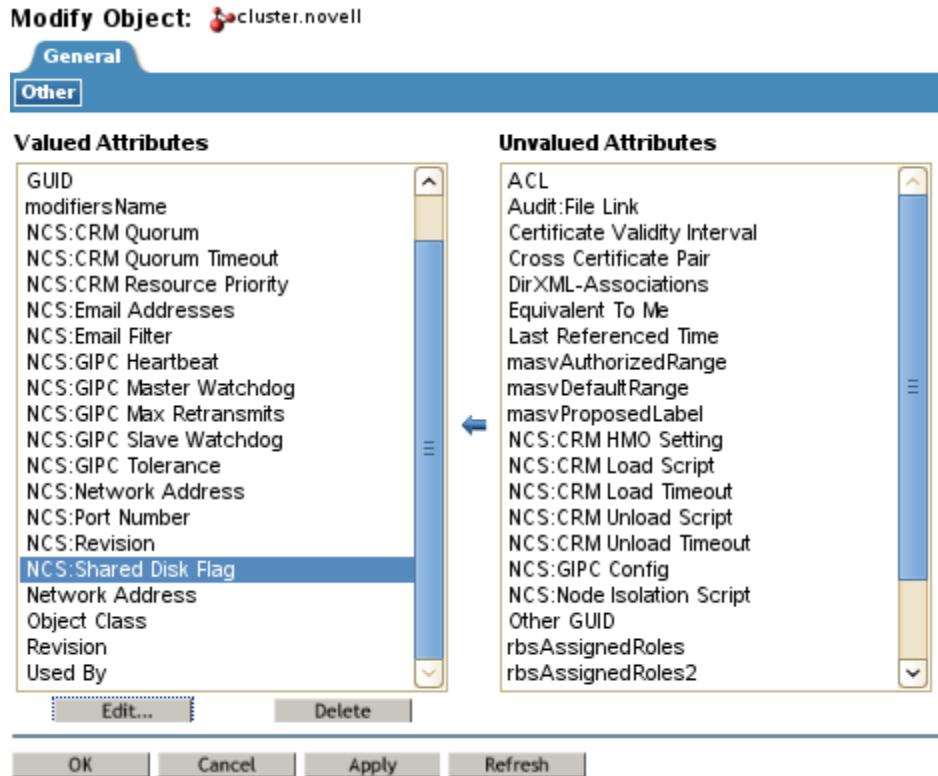 Modify Object: cluster.novell
General
Other
Valued Attributes
GUID
modifiersName
NCS:CRM Quorum
NCS:CRM Quorum Timeout
NCS:CRM Resource Priority
NCS:Email Addresses
NCS:Email Filter
NCS:GIPC Heartbeat
NCS:GIPC Master Watchdog
NCS:GIPC Max Retransmits
NCS:GIPC Slave Watchdog
NCS:GIPC Tolerance
NCS:Network Address
NCS:Port Number
NCS:Revision
NCS:Shared Disk Flag
Network Address
Object Class
Revision
Used By
Unvalued Attributes
ACL
Audit:File Link
Certificate Validity Interval
Cross Certificate Pair
DirXML-Associations
Equivalent To Me
Last Referenced Time
masvAuthorizedRange
masvDefaultRange
masvProposedLabel
NCS:CRM HMO Setting
NCS:CRM Load Script
NCS:CRM Load Timeout
NCS:CRM Unload Script
NCS:CRM Unload Timeout
NCS:GIPC Config
NCS:Node Isolation Script
Other GUID
rbsAssignedRoles
rbsAssignedRoles2
Edit... Delete
OK Cancel Apply Refresh